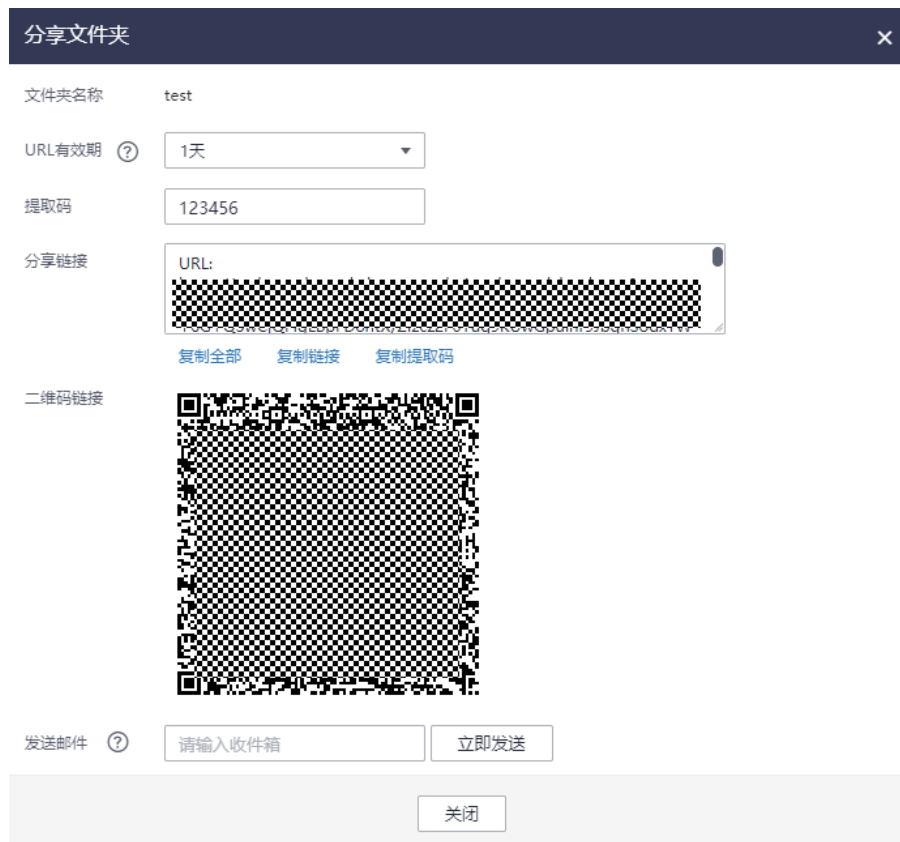 分享文件夹
文件夹名称 test
URL有效期 ? 1天
提取码 123456
分享链接 URL:
复制全部 复制链接 复制提取码
二维码链接
发送邮件 ? 请输入收件箱 立即发送
关闭